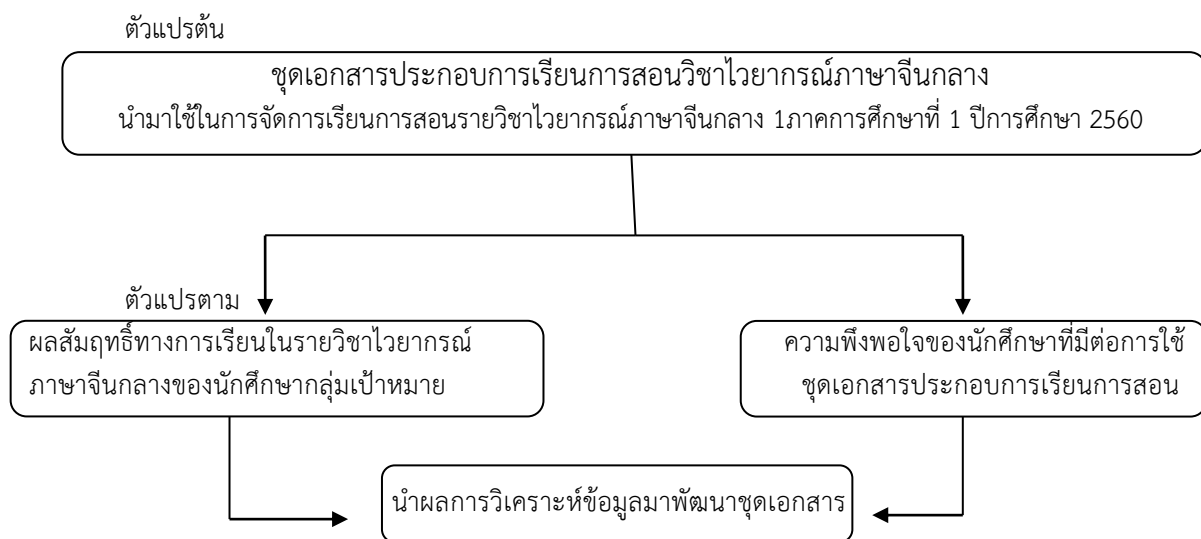 ตัวแปรต้น
ชุดเอกสารประกอบการเรียนการสอนวิชาไวยากรณ์ภาษาจีนกลาง
นำมาใช้ในการจัดการเรียนการสอนรายวิชาไวยากรณ์ภาษาจีนกลาง 1ภาคการศึกษาที่ 1 ปีการศึกษา 2560
ตัวแปรตาม
ผลสัมฤทธิ์ทางการเรียนในรายวิชาไวยากรณ์
ภาษาจีนกลางของนักศึกษากลุ่มเป้าหมาย
ความพึงพอใจของนักศึกษาที่มีต่อการใช้
ชุดเอกสารประกอบการเรียนการสอน
นำผลการวิเคราะห์ข้อมูลมาพัฒนาชุดเอกสาร